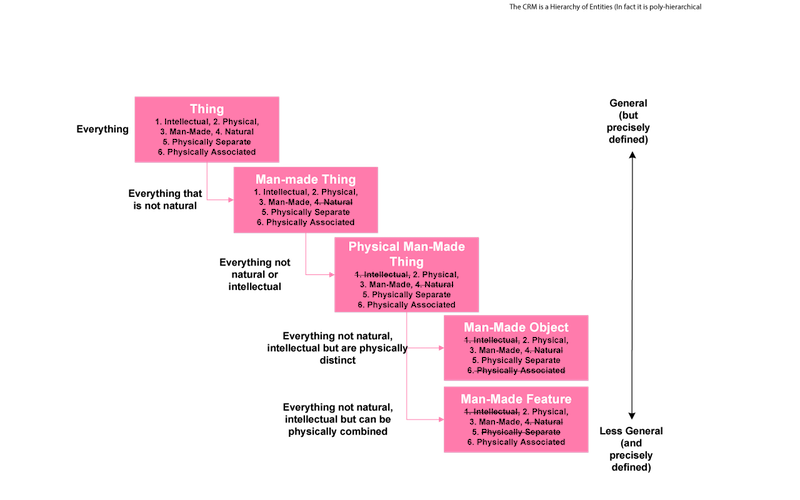 The CRM is a Hierarchy of Entities (In fact it is poly-hierarchical
Everything
Thing
1. Intellectual, 2. Physical,
3. Man-Made, 4. Natural
5. Physically Separate
6. Physically Associated
Everything that
is not natural
Man-made Thing
1. Intellectual, 2. Physical,
3. Man-Made, 4. Natural
5. Physically Separate
6. Physically Associated
Everything not
natural or
intellectual
Physical Man-Made
Thing
1. Intellectual, 2. Physical,
3. Man-Made, 4. Natural
5. Physically Separate
6. Physically Associated
Everything not natural,
intellectual but are physically
distinct
Man-Made Object
1. Intellectual, 2. Physical,
3. Man-Made, 4. Natural
5. Physically Separate
6. Physically Associated
Everything not natural,
intellectual but can be
physically combined
Man-Made Feature
1. Intellectual, 2. Physical,
3. Man-Made, 4. Natural
5. Physically Separate
6. Physically Associated
General
(but
precisely
defined)
Less General
(and
precisely
defined)